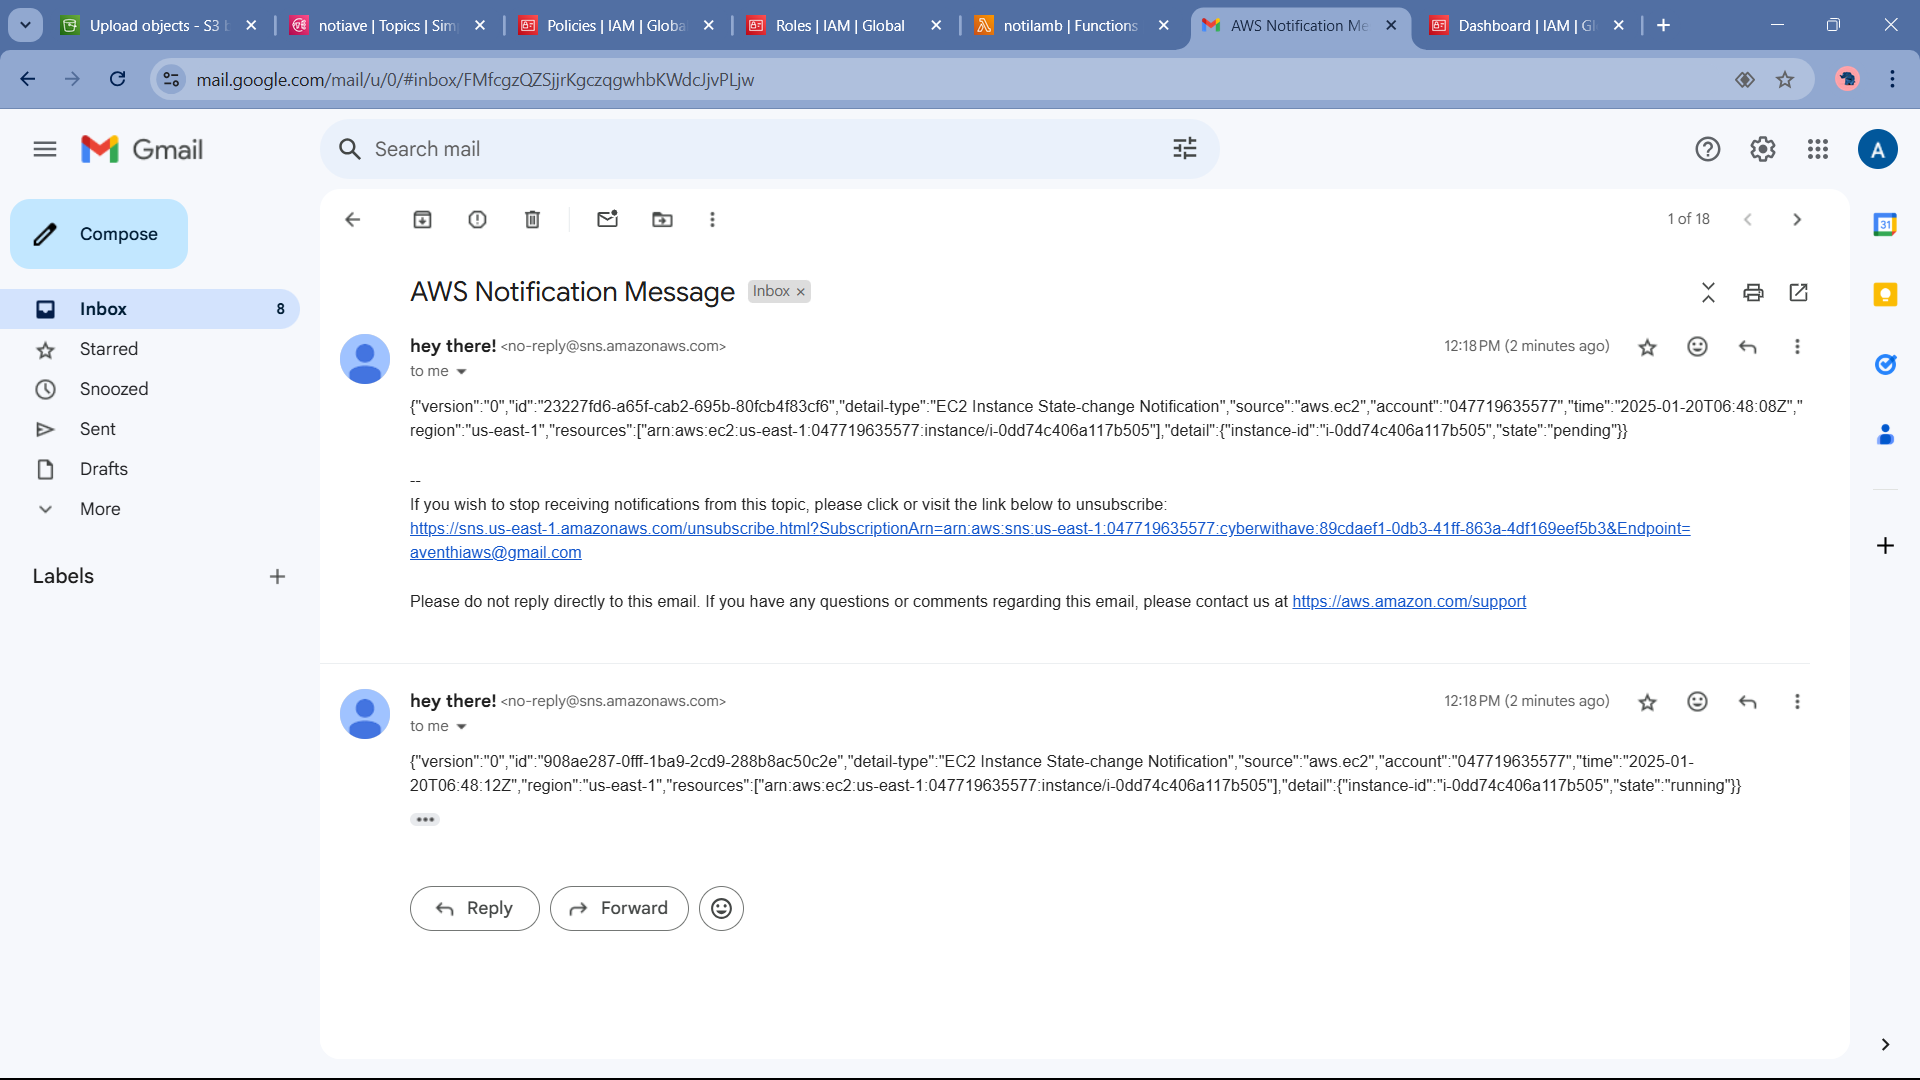 Upload objects - S3 b
notiave | Topics | Sim
Policies | IAM | Globa
Roles | IAM | Global
notilamb | Functions
AWS Notification Me
Dashboard | IAM | Gl
mail.google.com/mail/u/0/#inbox/FMfcgzQZSjjrKgczqgwhbKWdcJjvPLjw
Gmail
Search mail
A
Compose
1 of 18
31
AWS Notification Message
Inbox ×
Inbox 8
Starred
Snoozed
Sent
Drafts
More
Labels
hey there! <no-reply@sns.amazonaws.com>
12:18 PM (2 minutes ago)
to me
{"version":"0","id":"23227fd6-a65f-cab2-695b-80fcb4f83cf6","detail-type":"EC2 Instance State-change Notification","source":"aws.ec2","account":"047719635577","time":"2025-01-20T06:48:08Z","
region":"us-east-1","resources":["arn:aws:ec2:us-east-1:047719635577:instance/i-0dd74c406a117b505"],"detail":{"instance-id":"i-0dd74c406a117b505","state":"pending"}}
--
If you wish to stop receiving notifications from this topic, please click or visit the link below to unsubscribe:
https://sns.us-east-1.amazonaws.com/unsubscribe.html?SubscriptionArn=arn:aws:sns:us-east-1:047719635577:cyberwithave:89cdaef1-0db3-41ff-863a-4df169eef5b3&Endpoint=
aventhiaws@gmail.com
Please do not reply directly to this email. If you have any questions or comments regarding this email, please contact us at https://aws.amazon.com/support
hey there! <no-reply@sns.amazonaws.com>
12:18 PM (2 minutes ago)
to me
{"version":"0","id":"908ae287-0fff-1ba9-2cd9-288b8ac50c2e","detail-type":"EC2 Instance State-change Notification","source":"aws.ec2","account":"047719635577","time":"2025-01-
20T06:48:12Z","region":"us-east-1","resources":["arn:aws:ec2:us-east-1:047719635577:instance/i-0dd74c406a117b505"],"detail":{"instance-id":"i-0dd74c406a117b505","state":"running"}}
Reply
Forward